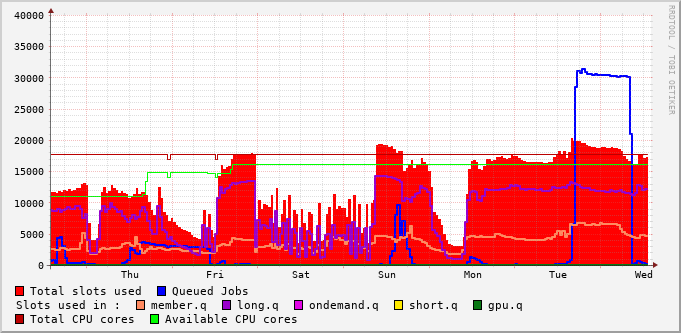 RRDTOOL / TOBI OETIKER
40000
35000
30000
25000
20000
15000
10000
5000
0
Thu Fri Sat Sun Mon Tue Wed
Total slots used Queued Jobs
Slots used in : member.q long.q ondemand.q short.q gpu.q
Total CPU cores Available CPU cores